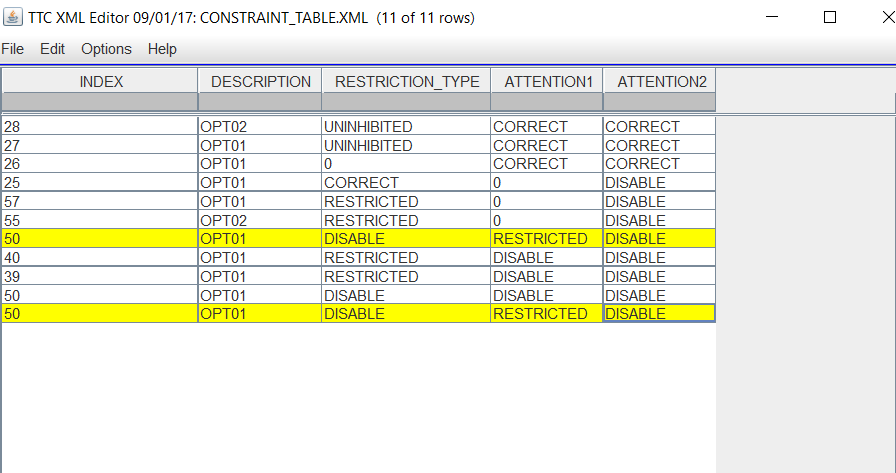 TTC XML Editor 09/01/17: CONSTRAINT_TABLE.XML (11 of 11 rows)
File Edit Options Help
INDEX DESCRIPTION RESTRICTION_TYPE ATTENTION1 ATTENTION2
28 OPT02 UNINHIBITED CORRECT CORRECT
27 OPT01 UNINHIBITED CORRECT CORRECT
26 OPT01 0 CORRECT CORRECT
25 OPT01 CORRECT 0 DISABLE
57 OPT01 RESTRICTED 0 DISABLE
55 OPT02 RESTRICTED 0 DISABLE
50 OPT01 DISABLE RESTRICTED DISABLE
40 OPT01 RESTRICTED DISABLE DISABLE
39 OPT01 RESTRICTED DISABLE DISABLE
50 OPT01 DISABLE DISABLE DISABLE
50 OPT01 DISABLE RESTRICTED DISABLE